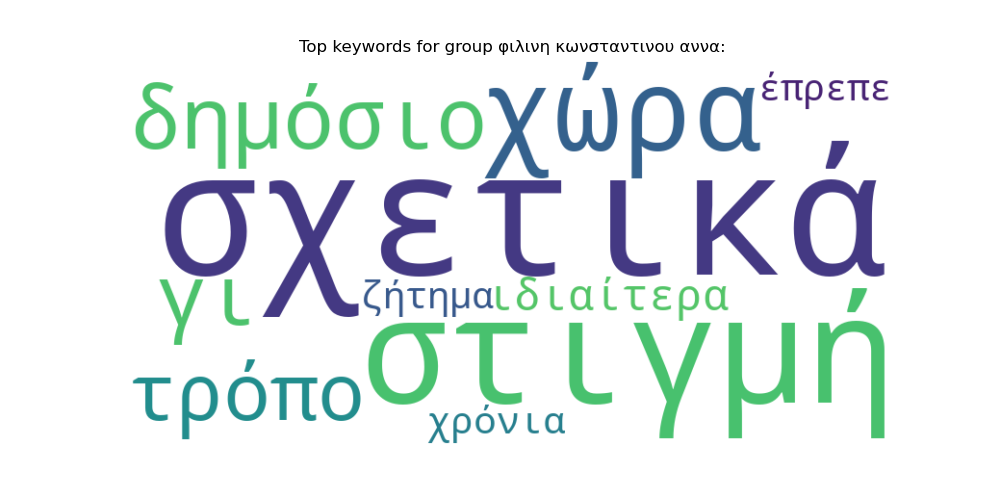 Top keywords for group φιλινη κωνσταντινου αννα:
δημόσιο χώρα έπρεπε
σχετικά
γι ζήτημα ιδιαίτερα
στιγμή
τρόπο
χρόνια